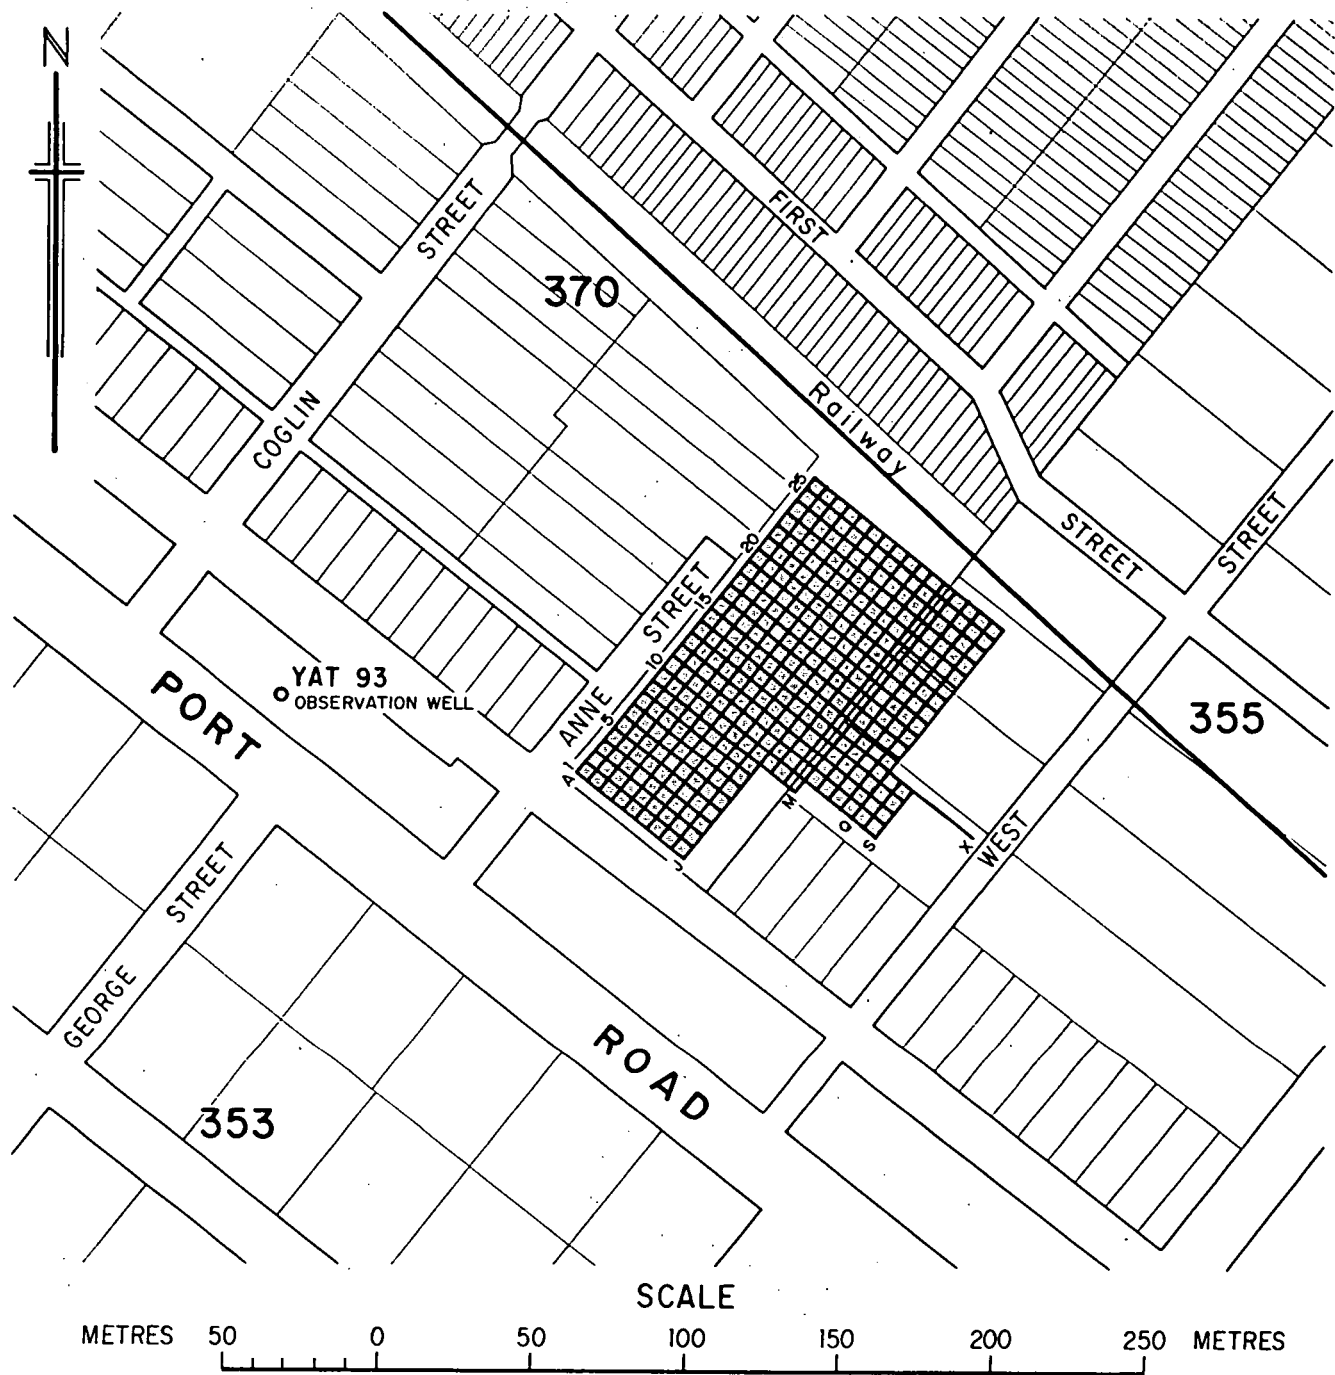 N
FIRST
STREET
370
Railway
COGLIN
25
20
STREET
STREET
STREET
15
10
YAT 93
OBSERVATION WELL
PORT
ANNE
5
355
1
A
M
WEST
O
S
X
J
STREET
GEORGE
ROAD
353
SCALE
METRES 50 0 50 100 150 200 250 METRES